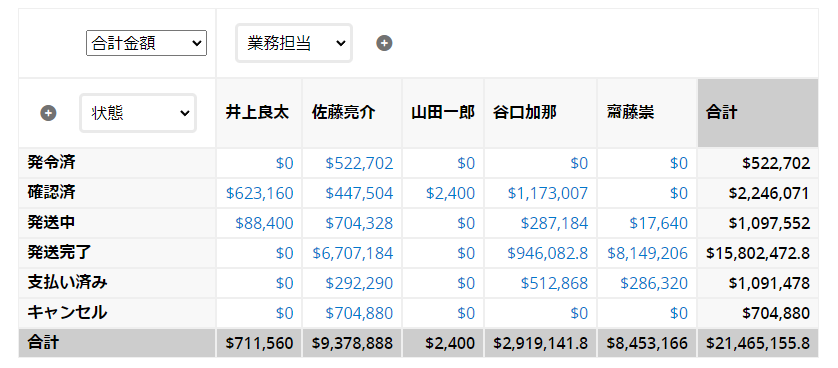 合計金額 業務担当
状態 井上良太 佐藤亮介 山田一郎 谷口加那 齋藤崇 合計
発令済 $0 $522,702 $0 $0 $0 $522,702
確認済 $623,160 $447,504 $2,400 $1,173,007 $0 $2,246,071
発送中 $88,400 $704,328 $0 $287,184 $17,640 $1,097,552
発送完了 $0 $6,707,184 $0 $946,082.8 $8,149,206 $15,802,472.8
支払い済み $0 $292,290 $0 $512,868 $286,320 $1,091,478
キャンセル $0 $704,880 $0 $0 $0 $704,880
合計 $711,560 $9,378,888 $2,400 $2,919,141.8 $8,453,166 $21,465,155.8